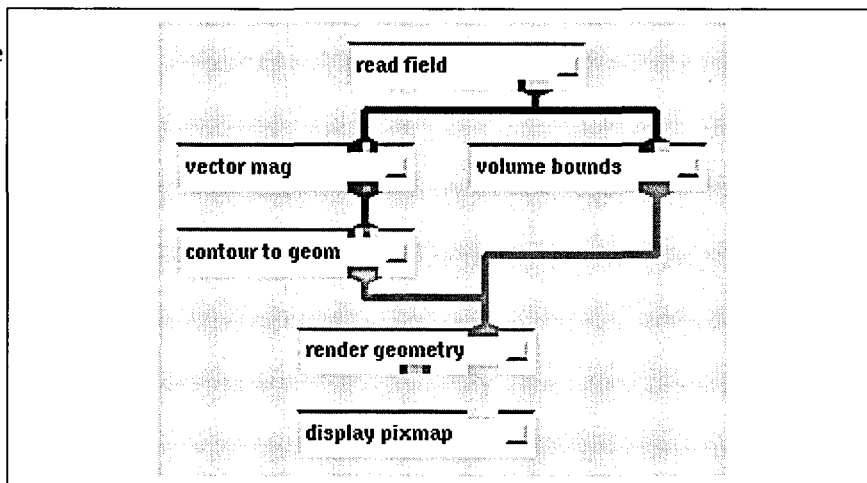 read field
vector mag
volume bounds
contour to geom
render geometry
display pixmap